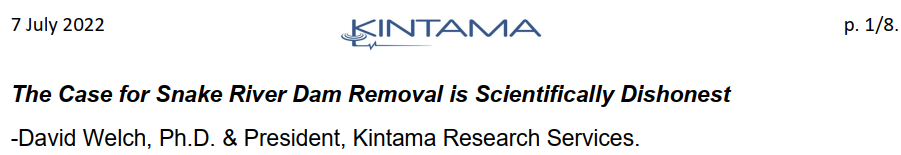 7 July 2022 KINTAMA p. 1/8.
The Case for Snake River Dam Removal is Scientifically Dishonest
-David Welch, Ph.D. & President, Kintama Research Services.